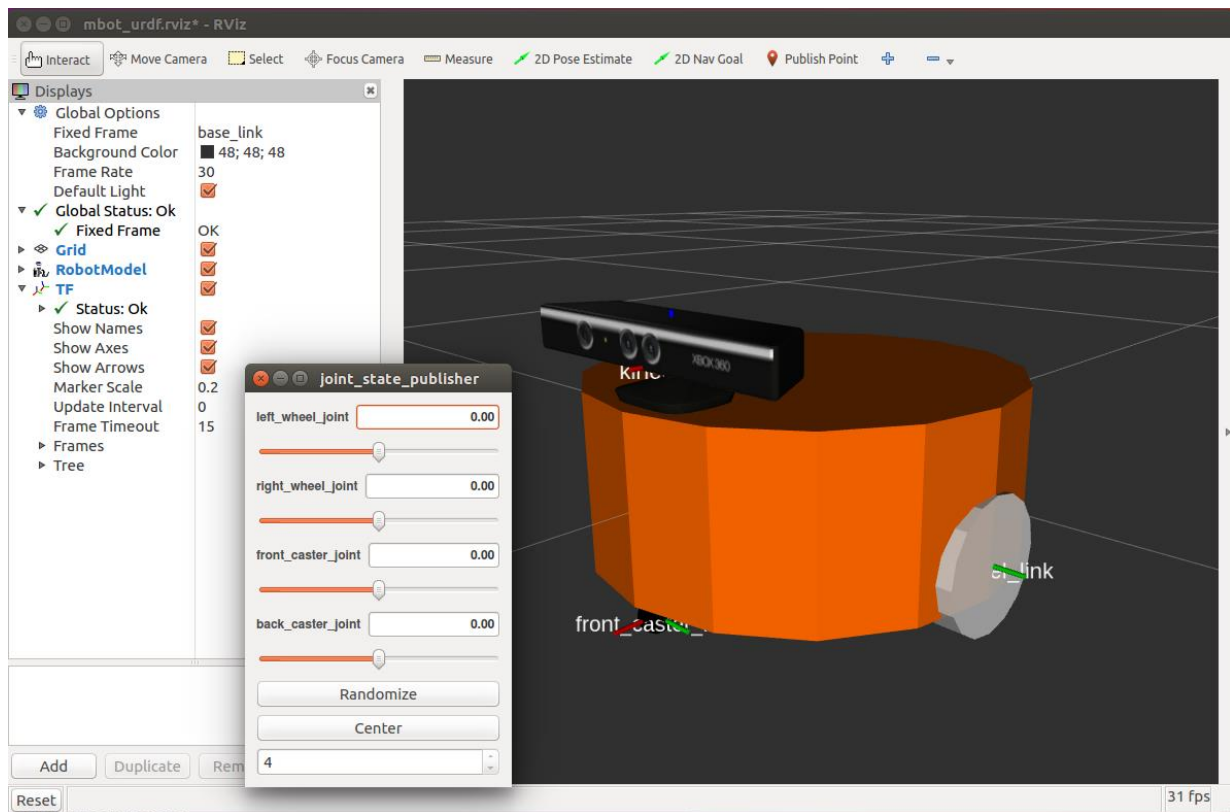 mbot_urdf.rviz* - RViz
Interact Move Camera Select Focus Camera Measure 2D Pose Estimate 2D Nav Goal Publish Point
Displays
Global Options
Fixed Frame base_link
Background Color 48; 48; 48
Frame Rate 30
Default Light
Global Status: Ok
Fixed Frame OK
Grid
RobotModel
TF
Status: Ok
Show Names
Show Axes
Show Arrows
Marker Scale 0.2
Update Interval 0
Frame Timeout 15
Frames
Tree
Add Duplicate Rem
Reset
joint_state_publisher
left_wheel_joint 0.00
right_wheel_joint 0.00
front_caster_joint 0.00
back_caster_joint 0.00
Randomize
Center
4
XBOX 360
kine
el_link
front_caster_
31 fps